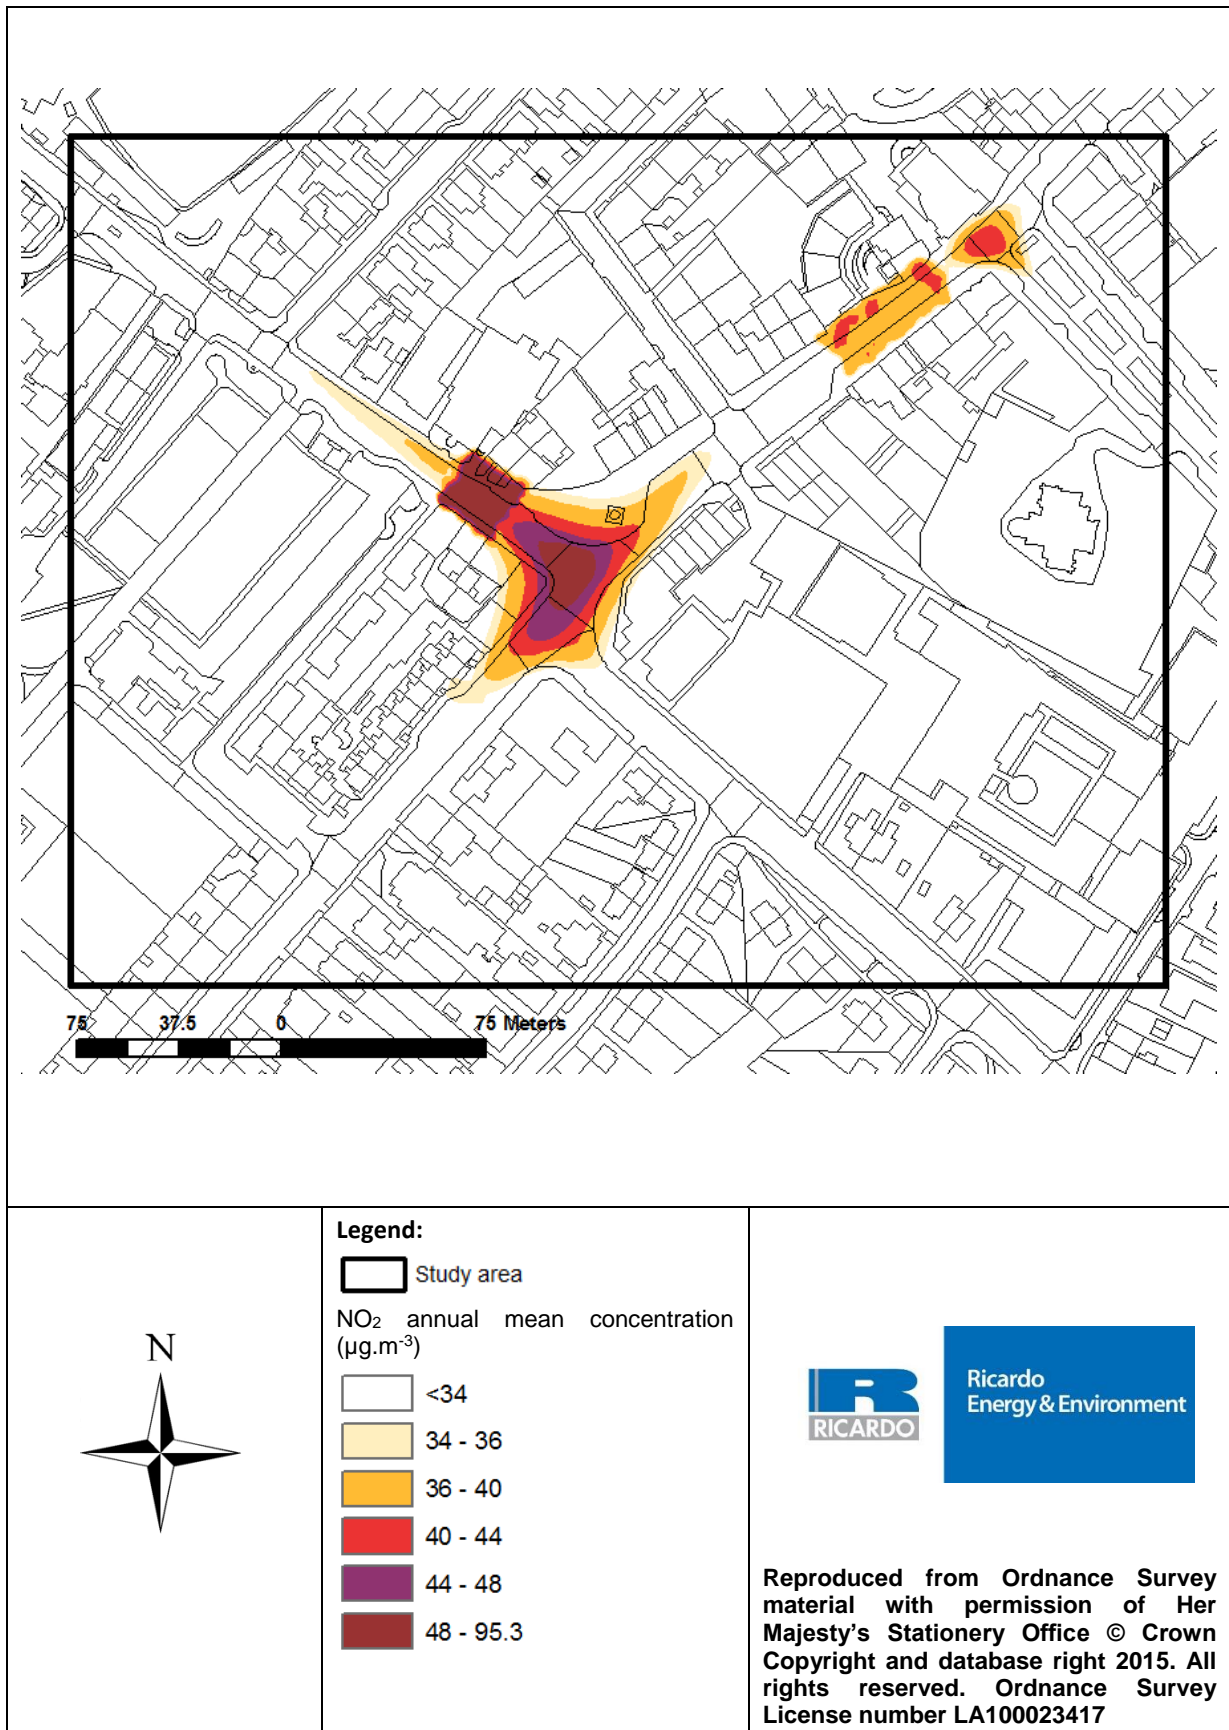 75 37.5 0 75 Meters
N
Legend:
Study area
NO₂ annual mean concentration
(µg.m⁻³)
<34
34 - 36
36 - 40
40 - 44
44 - 48
48 - 95.3
R
RICARDO
Ricardo
Energy & Environment
Reproduced from Ordnance Survey
material with permission of Her
Majesty's Stationery Office © Crown
Copyright and database right 2015. All
rights reserved. Ordnance Survey
License number LA100023417